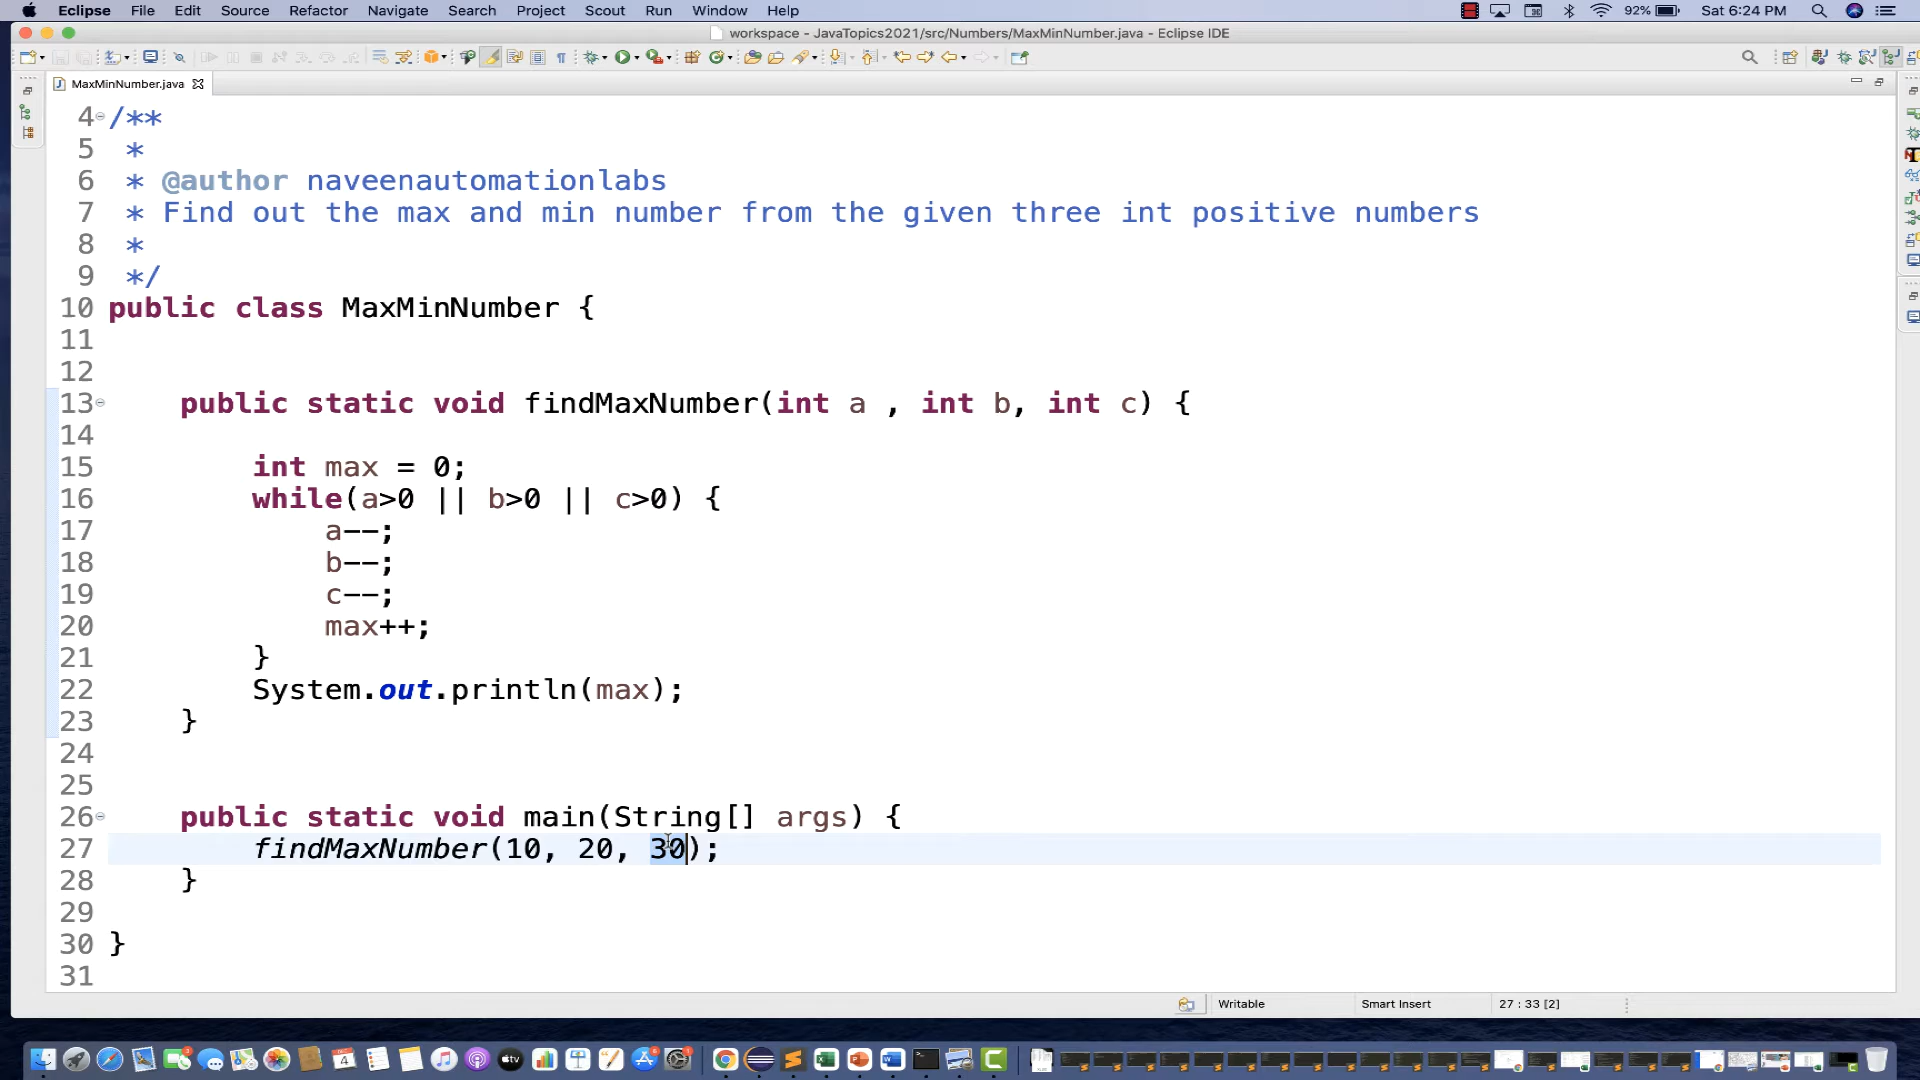 Eclipse File Edit Source Refactor Navigate Search Project Scout Run Window Help 92% Sat 6:24 PM
workspace - JavaTopics2021/src/Numbers/MaxMinNumber.java - Eclipse IDE
MaxMinNumber.java
4 /**
5 *
6 * @author naveenautomationlabs
7 * Find out the max and min number from the given three int positive numbers
8 *
9 */
10 public class MaxMinNumber {
11
12
13 public static void findMaxNumber(int a , int b, int c) {
14
15 int max = 0;
16 while(a>0 || b>0 || c>0) {
17 a--;
18 b--;
19 c--;
20 max++;
21 }
22 System.out.println(max);
23 }
24
25
26 public static void main(String[] args) {
27 findMaxNumber(10, 20, 30);
28 }
29
30 }
31
Writable Smart Insert 27 : 33 [2]